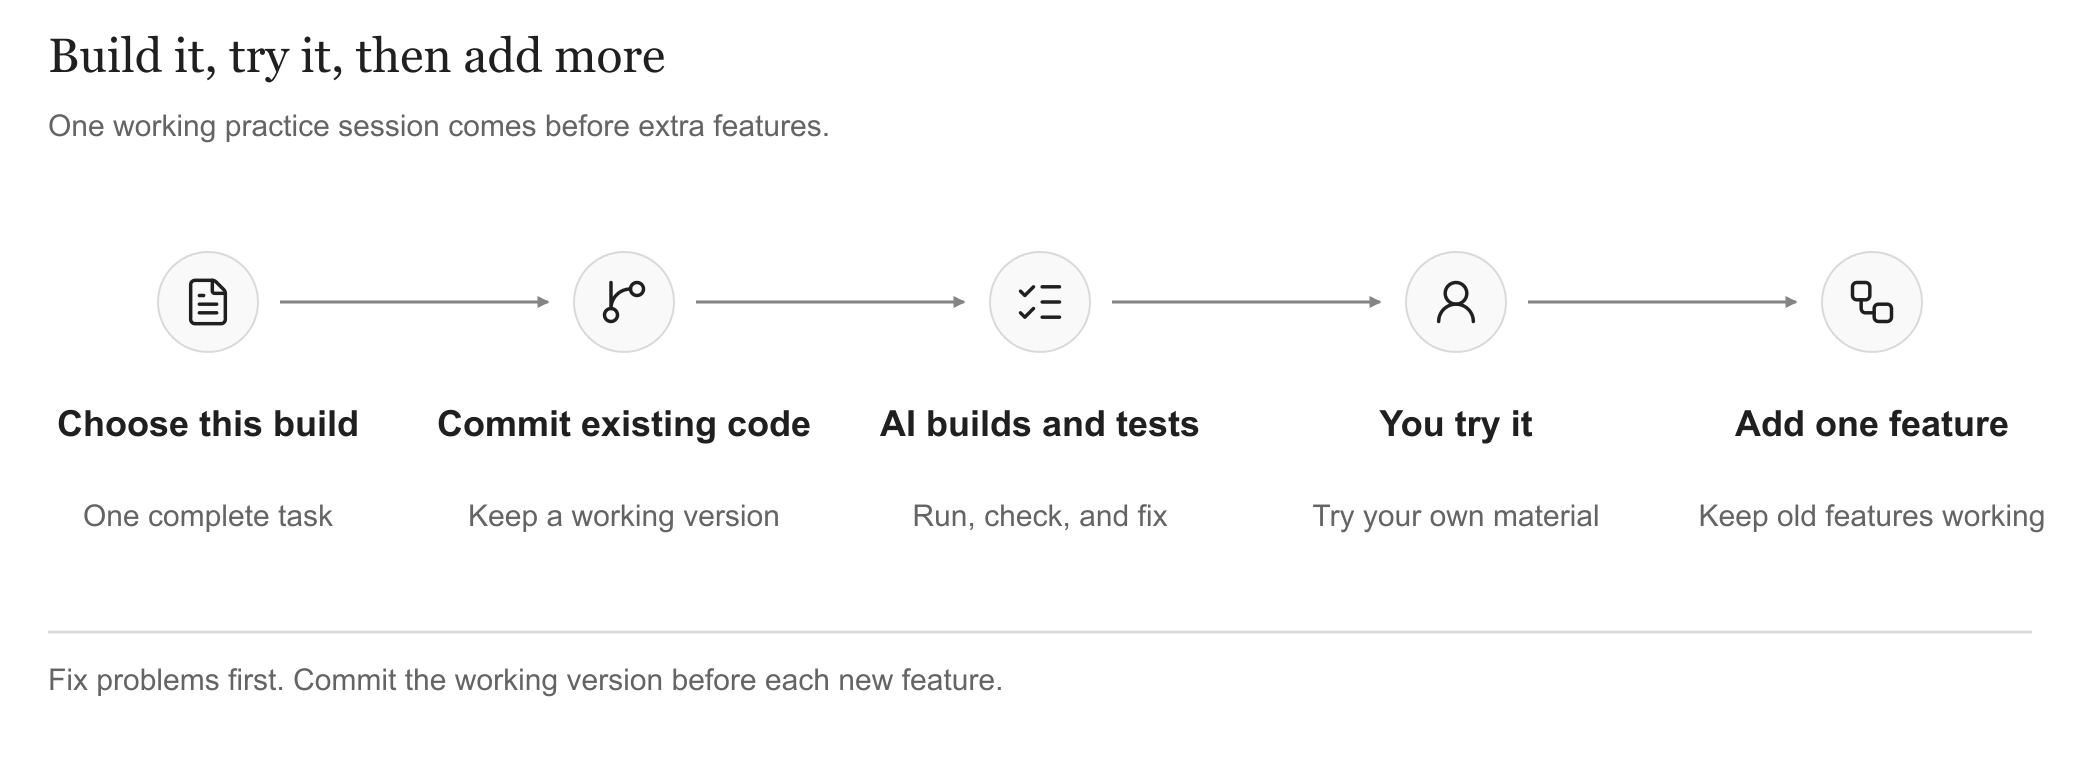 Build it, try it, then add more
One working practice session comes before extra features.
Choose this build
Commit existing code
AI builds and tests
You try it
Add one feature
One complete task
Keep a working version
Run, check, and fix
Try your own material
Keep old features working
Fix problems first. Commit the working version before each new feature.